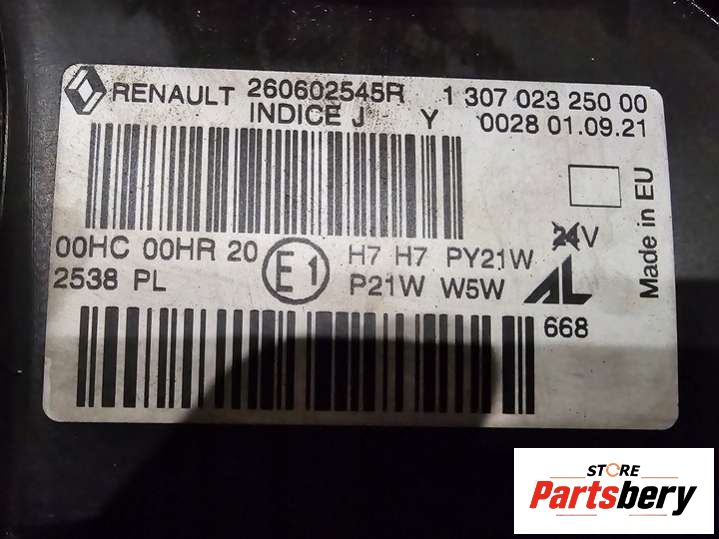 RENAULT 260602545R 1 307 023 250 00
INDICE J Y 0028 01.09.21
Made in EU
00HC 00HR 20 E1 H7 H7 PY21W 24V
2538 PL P21W W5W AL
668
STORE
Partsbery